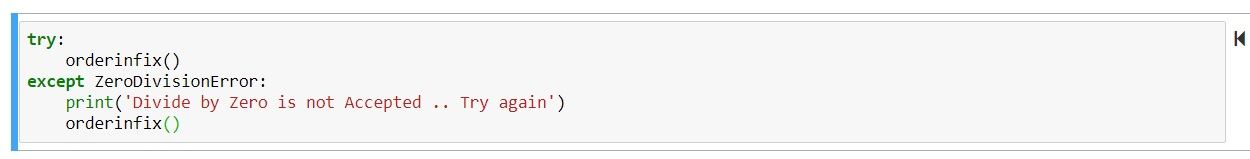 try:
    orderinfix()
except ZeroDivisionError:
    print('Divide by Zero is not Accepted .. Try again')
    orderinfix()